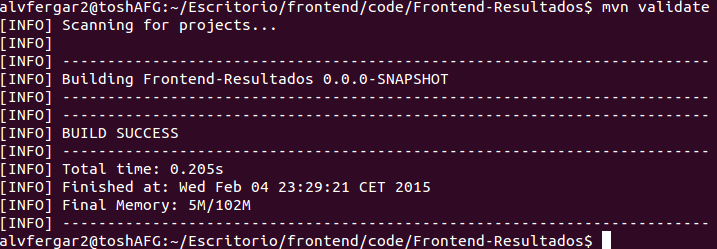 alvfergar2@toshAFG:~/Escritorio/frontend/code/Frontend-Resultados$ mvn validate
[INFO] Scanning for projects...
[INFO]
[INFO] ------------------------------------------------------------------------
[INFO] Building Frontend-Resultados 0.0.0-SNAPSHOT
[INFO] ------------------------------------------------------------------------
[INFO] ------------------------------------------------------------------------
[INFO] BUILD SUCCESS
[INFO] ------------------------------------------------------------------------
[INFO] Total time: 0.205s
[INFO] Finished at: Wed Feb 04 23:29:21 CET 2015
[INFO] Final Memory: 5M/102M
[INFO] ------------------------------------------------------------------------
alvfergar2@toshAFG:~/Escritorio/frontend/code/Frontend-Resultados$